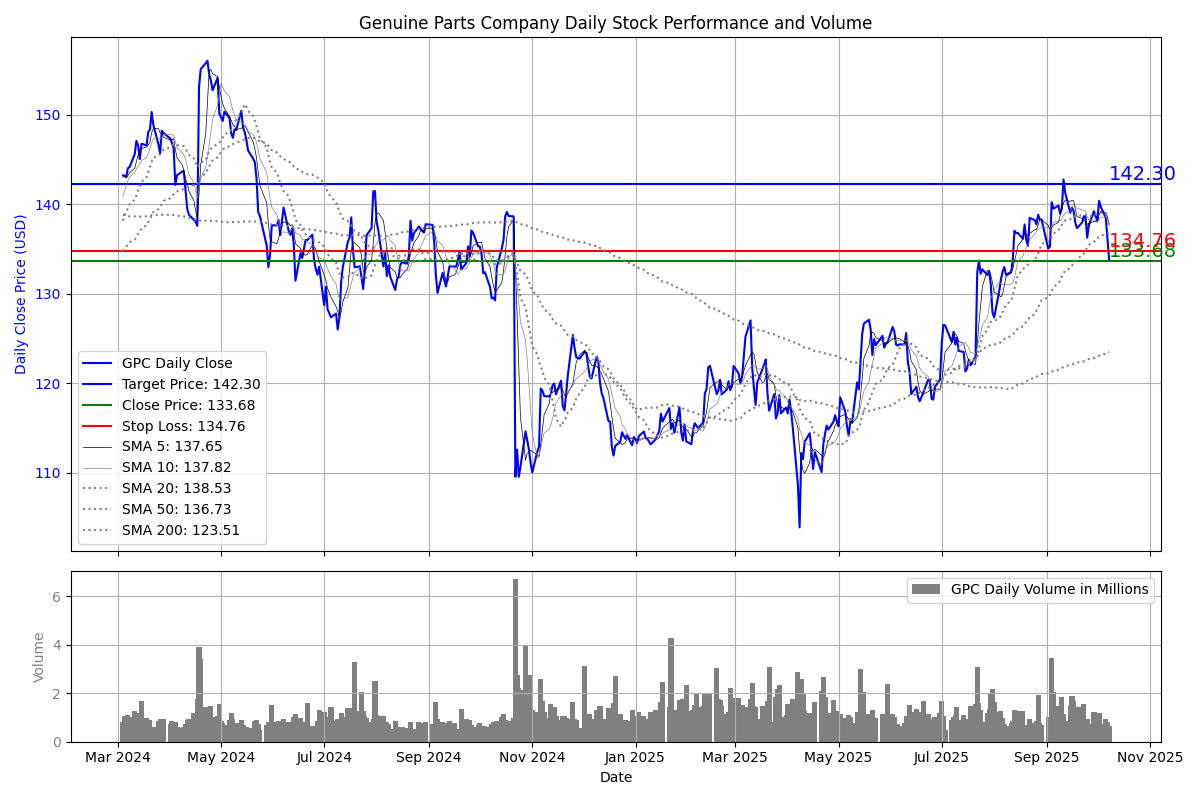 Genuine Parts Company Daily Stock Performance and Volume
Daily Close Price (USD)
150
140
130
120
110
142.30
134.76
133.68
GPC Daily Close
Target Price: 142.30
Close Price: 133.68
Stop Loss: 134.76
SMA 5: 137.65
SMA 10: 137.82
SMA 20: 138.53
SMA 50: 136.73
SMA 200: 123.51
Volume
6
4
2
0
GPC Daily Volume in Millions
Mar 2024 May 2024 Jul 2024 Sep 2024 Nov 2024 Jan 2025 Mar 2025 May 2025 Jul 2025 Sep 2025 Nov 2025
Date